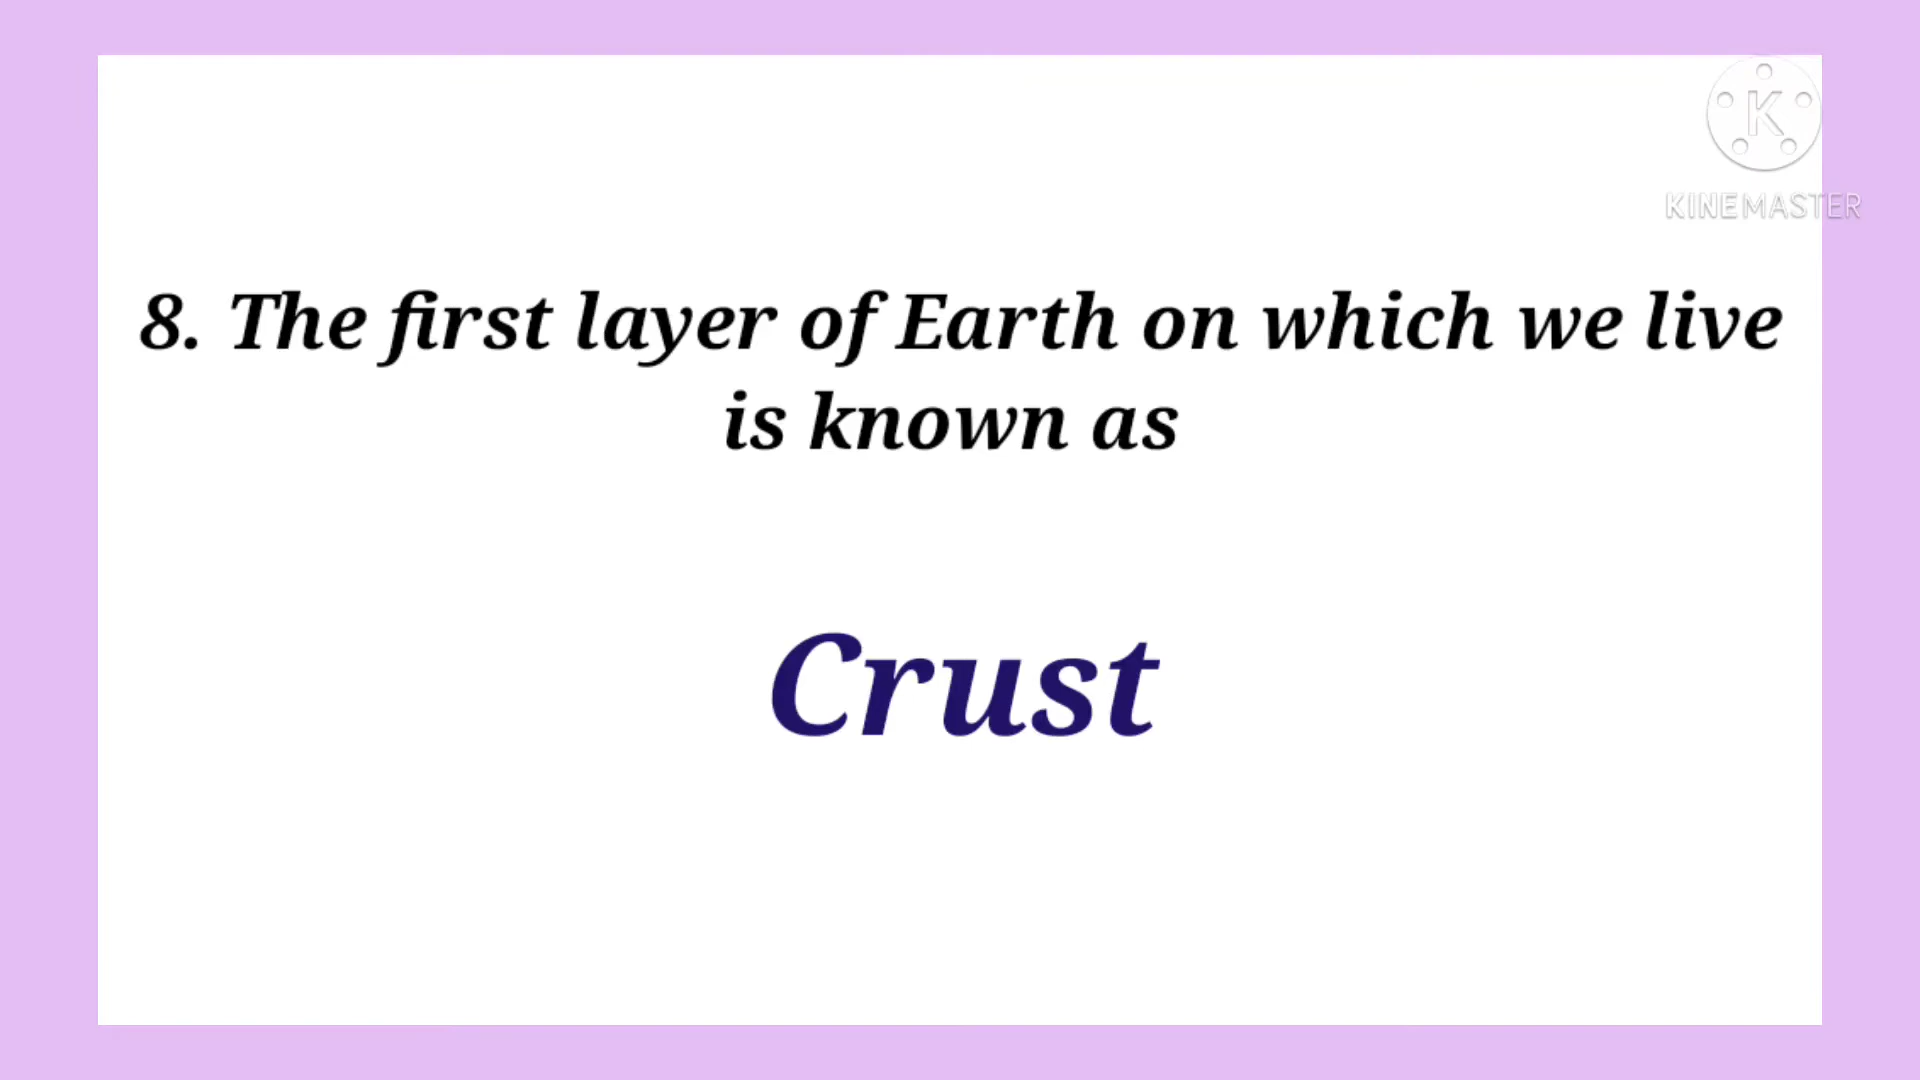 K
KINEMASTER
8. The first layer of Earth on which we live
is known as
Crust